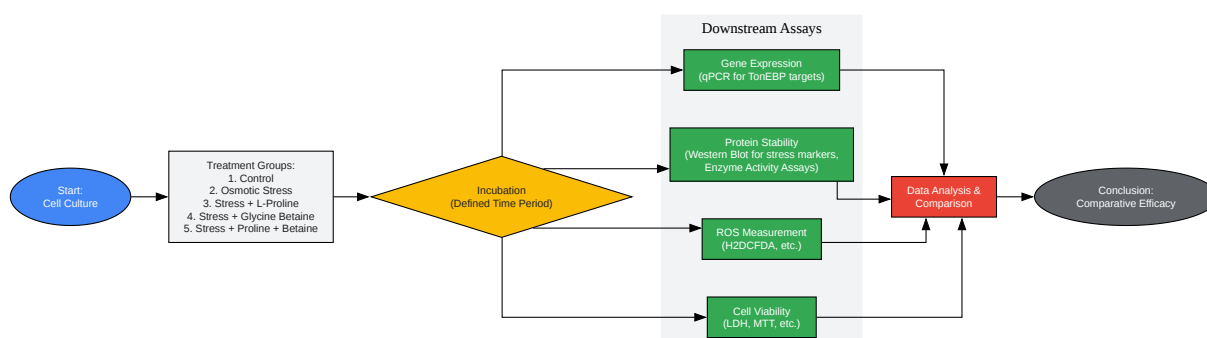 Start:
Cell Culture
Treatment Groups:
1. Control
2. Osmotic Stress
3. Stress + L-Proline
4. Stress + Glycine Betaine
5. Stress + Proline + Betaine
Incubation
(Defined Time Period)
Downstream Assays
Gene Expression
(qPCR for TonEBP targets)
Protein Stability
(Western Blot for stress markers,
Enzyme Activity Assays)
ROS Measurement
(H2DCFDA, etc.)
Cell Viability
(LDH, MTT, etc.)
Data Analysis &
Comparison
Conclusion:
Comparative Efficacy